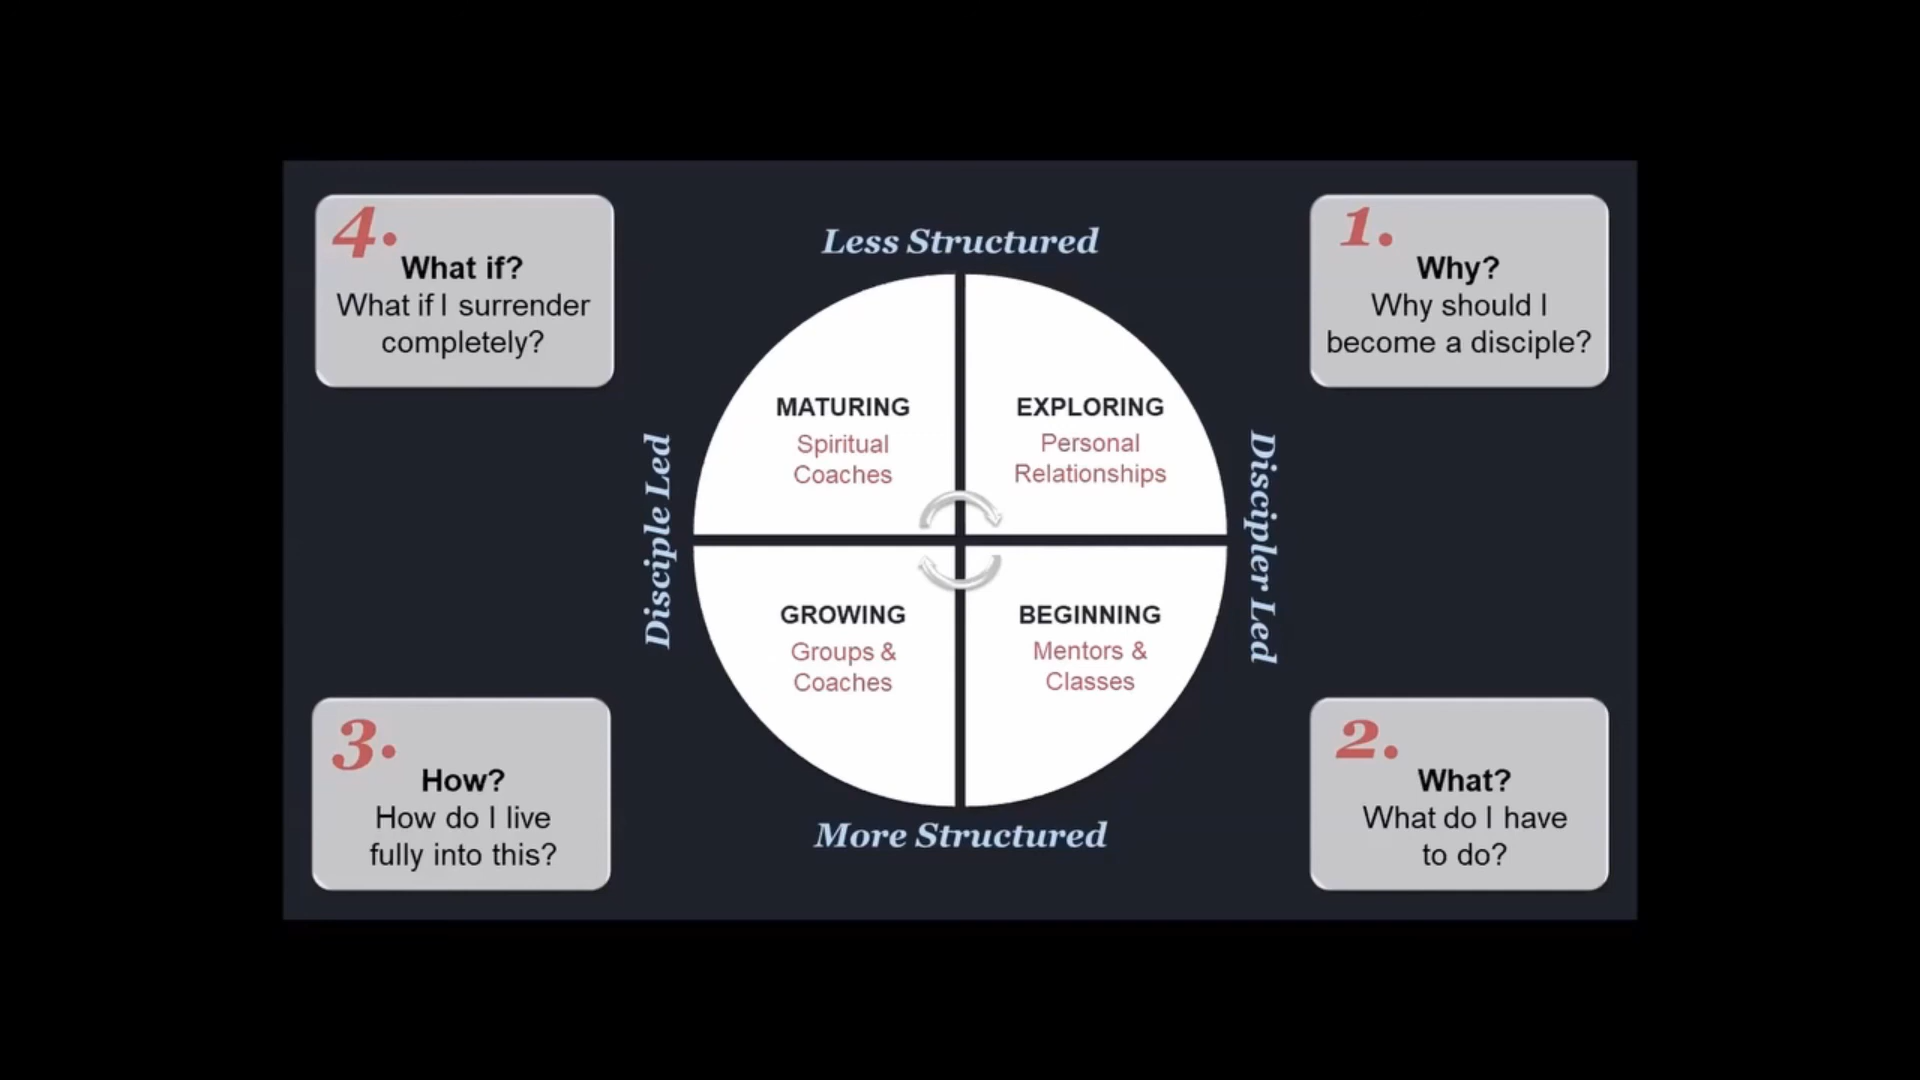 4.
What if?
What if I surrender
completely?
Less Structured
1.
Why?
Why should I
become a disciple?
MATURING
Spiritual
Coaches
EXPLORING
Personal
Relationships
Disciple Led
Discipler Led
GROWING
Groups &
Coaches
BEGINNING
Mentors &
Classes
3.
How?
How do I live
fully into this?
More Structured
2.
What?
What do I have
to do?